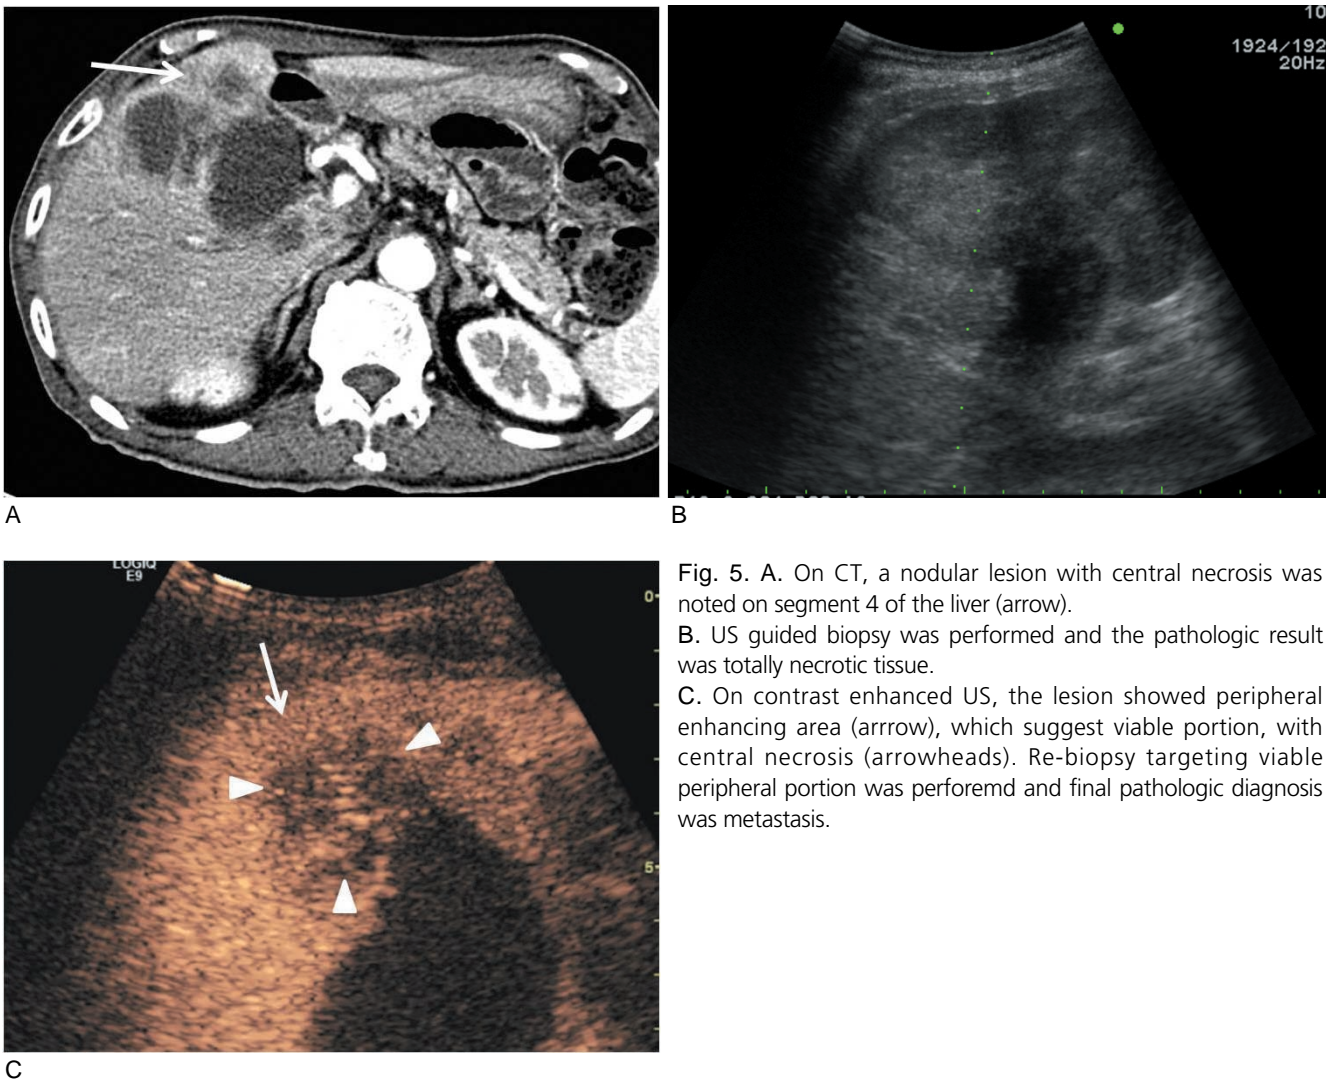 10
1924/192
20Hz
A
B
LOGIQ
E9
0
5
C
Fig. 5. A. On CT, a nodular lesion with central necrosis was
noted on segment 4 of the liver (arrow).
B. US guided biopsy was performed and the pathologic result
was totally necrotic tissue.
C. On contrast enhanced US, the lesion showed peripheral
enhancing area (arrrow), which suggest viable portion, with
central necrosis (arrowheads). Re-biopsy targeting viable
peripheral portion was perforemd and final pathologic diagnosis
was metastasis.